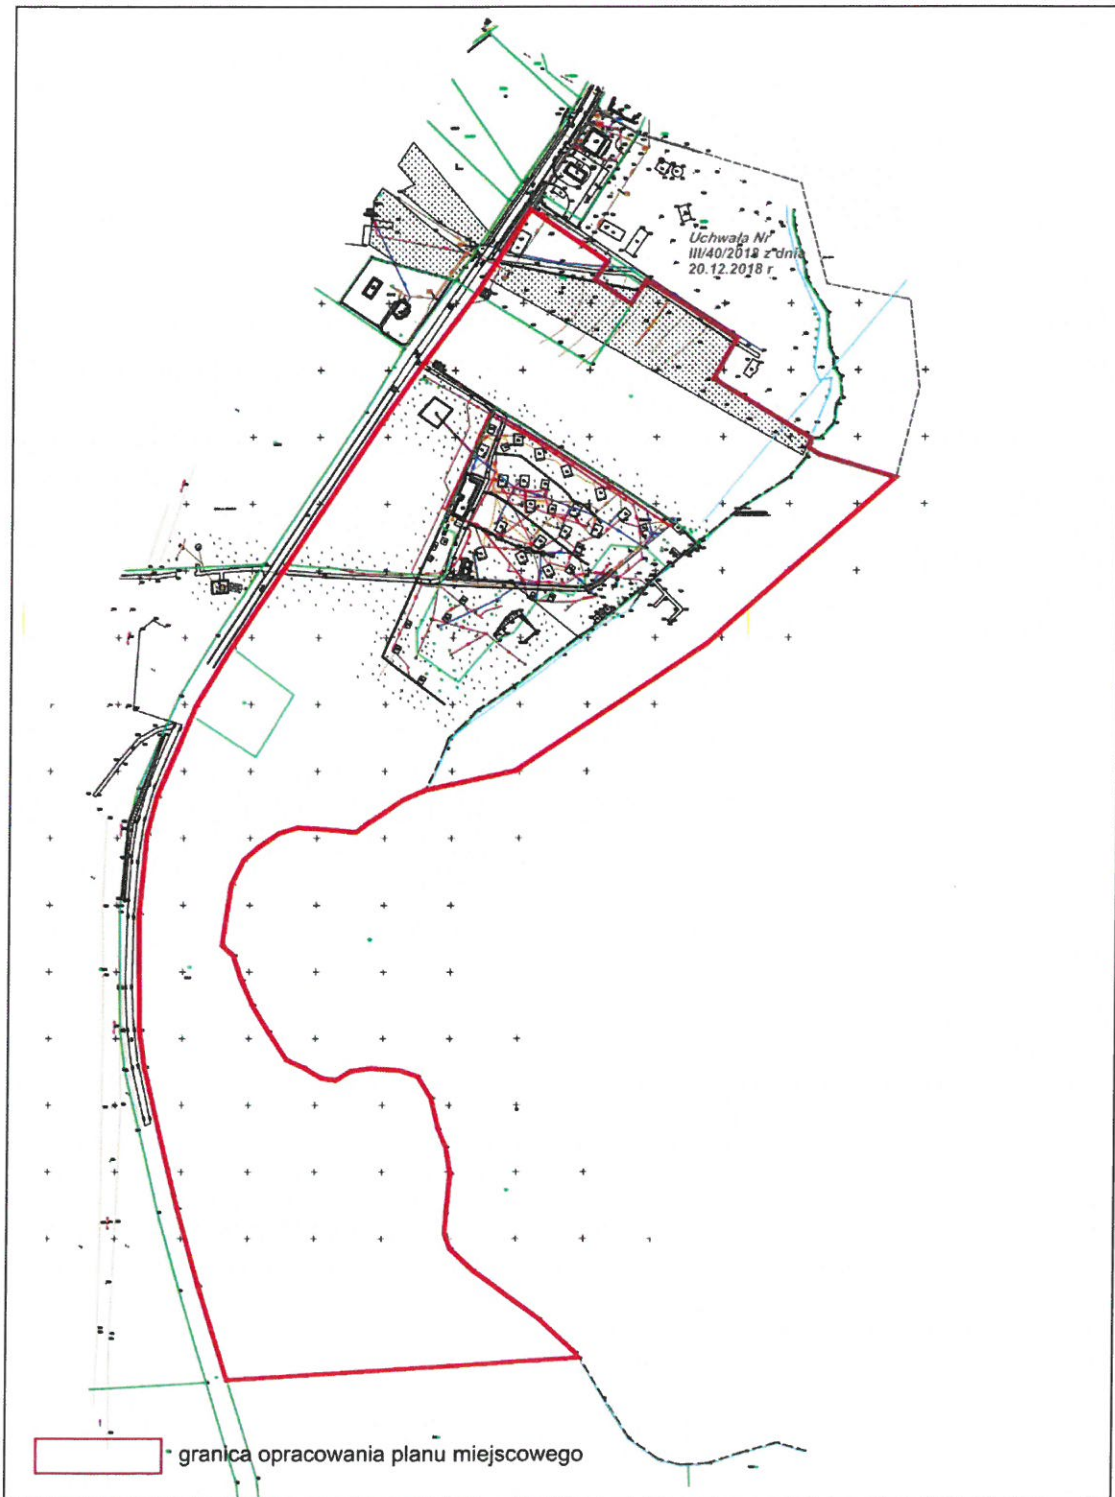 Uchwała Nr
III/40/2018 z dnia
20.12.2018 r
granica opracowania planu miejscowego